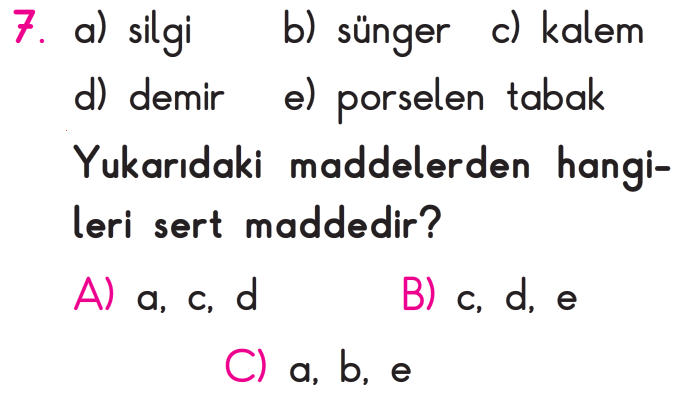 7. a) silgi b) sünger c) kalem
d) demir e) porselen tabak
Yukarıdaki maddelerden hangi-
leri sert maddedir?
A) a, c, d B) c, d, e
C) a, b, e